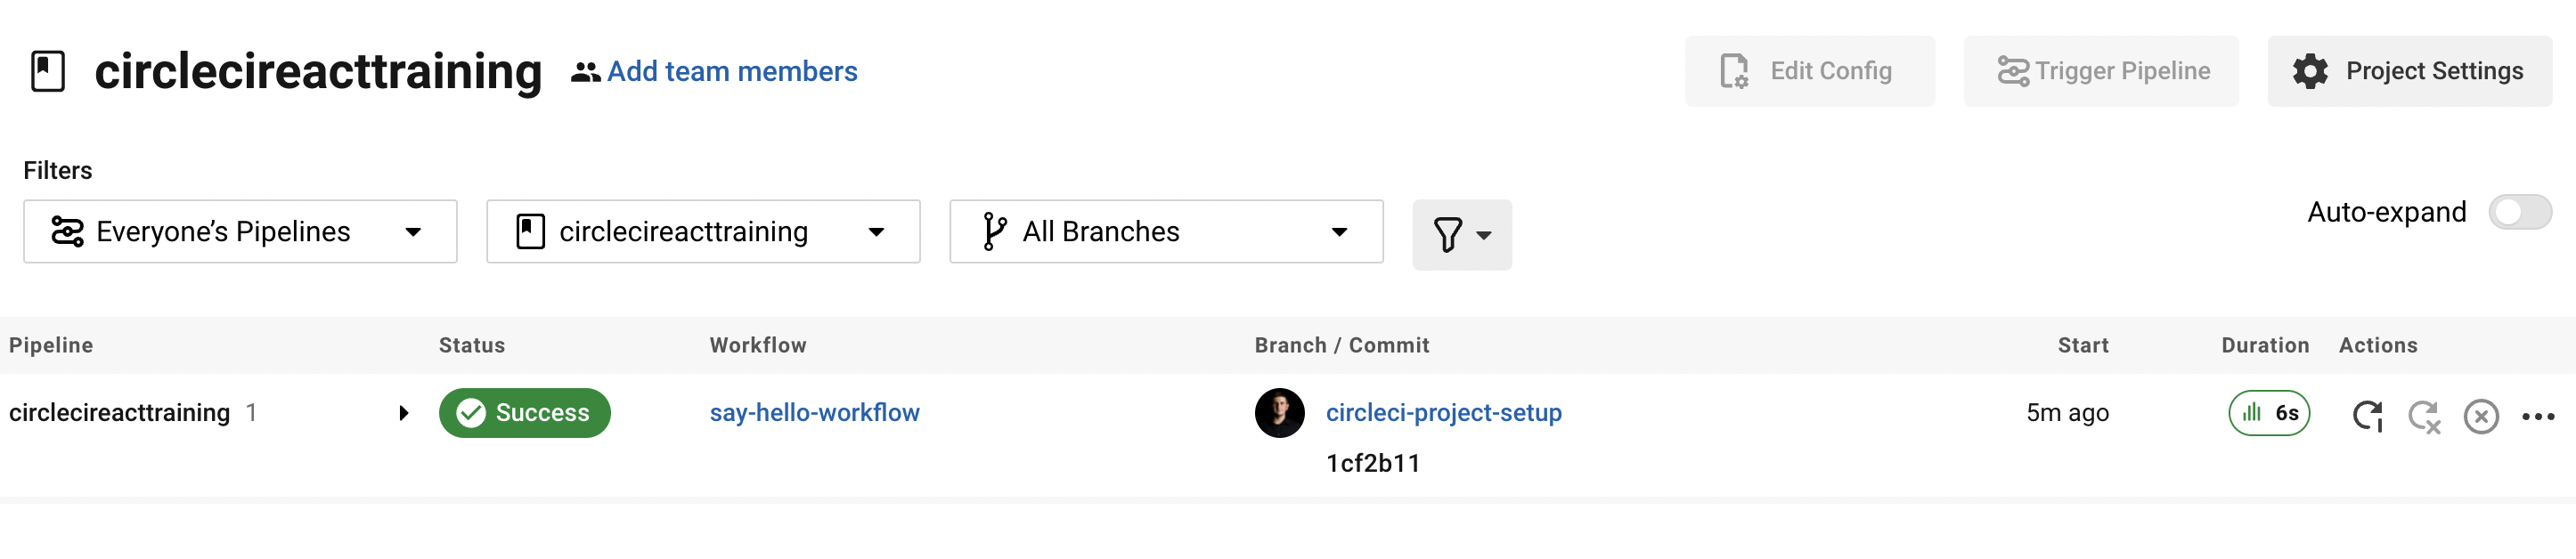 circlecireacttraining Add team members Edit Config Trigger Pipeline Project Settings
Filters
Everyone’s Pipelines circlecireacttraining All Branches Auto-expand
Pipeline Status Workflow Branch / Commit Start Duration Actions
circlecireacttraining 1 Success say-hello-workflow circleci-project-setup 5m ago 6s
1cf2b11